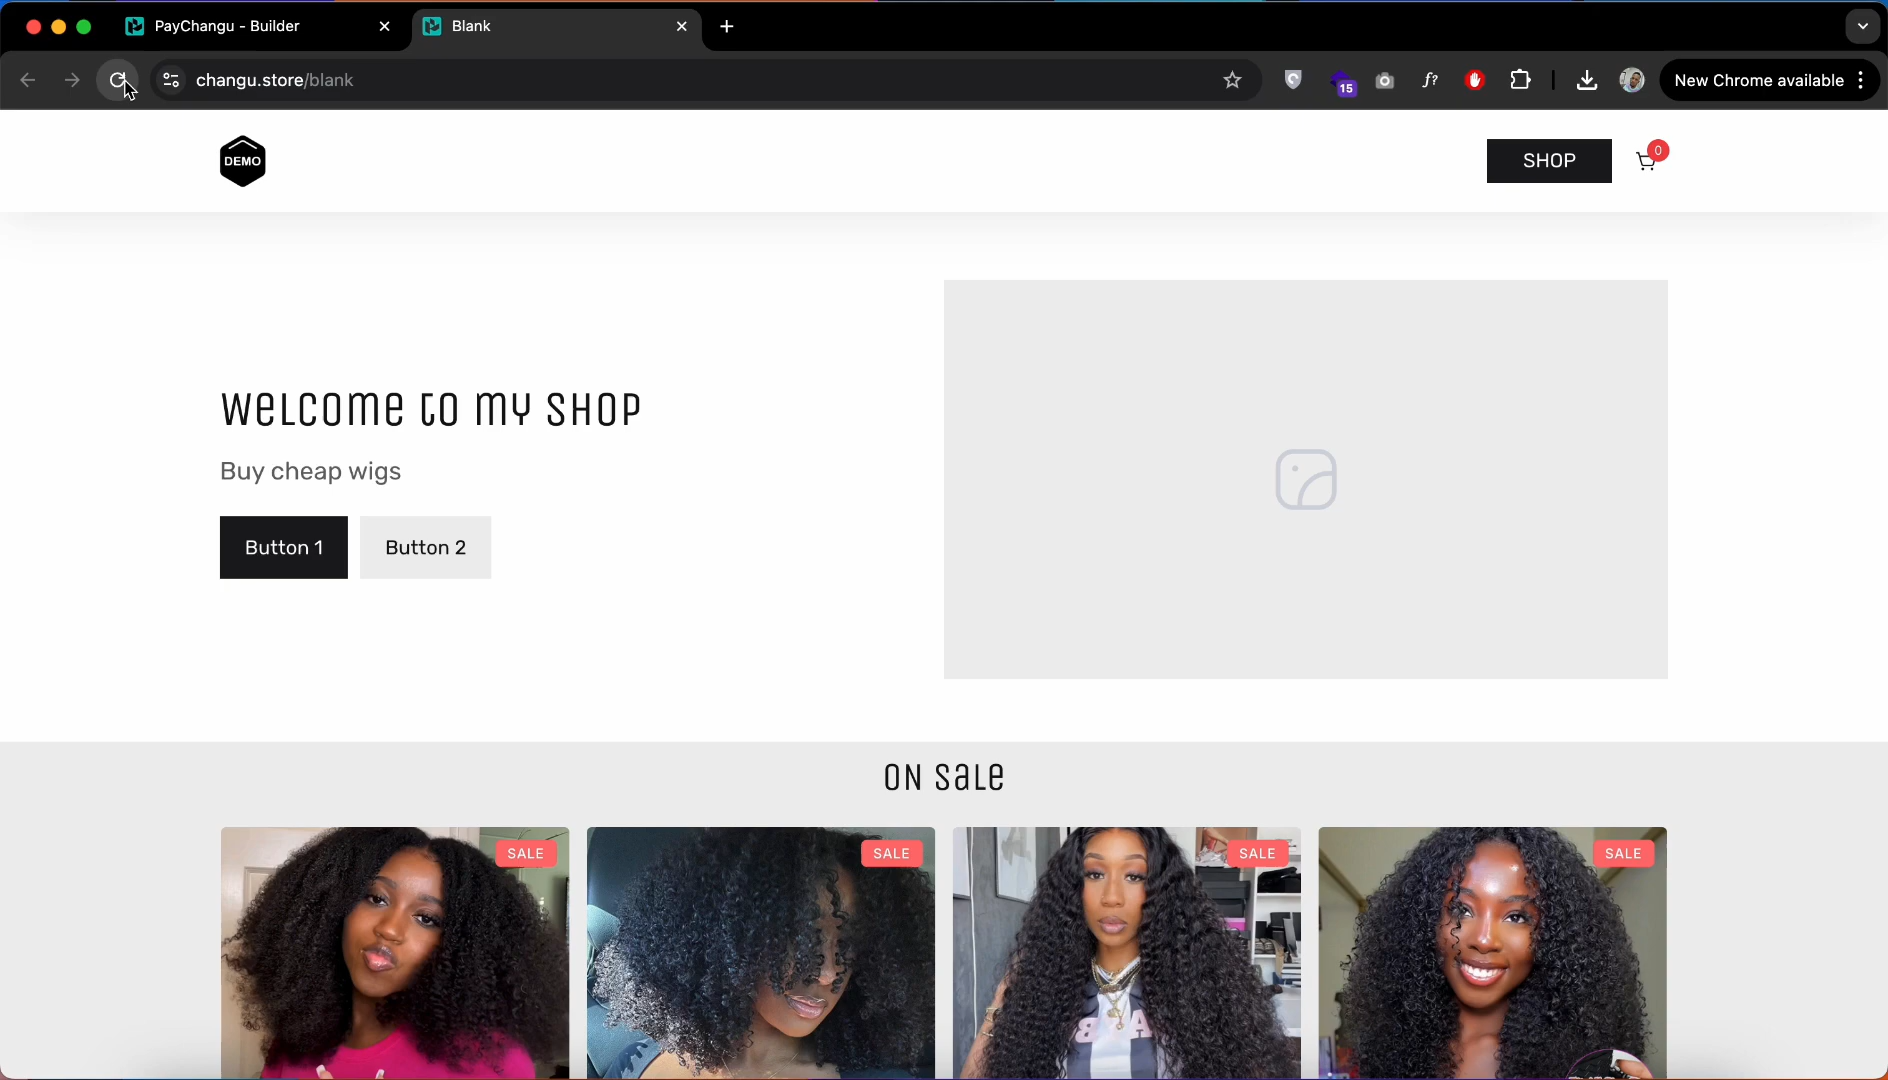 PayChangu - Builder
Blank
changu.store/blank
15
f?
New Chrome available
DEMO
SHOP
0
Welcome to my shop
Buy cheap wigs
Button 1
Button 2
On Sale
SALE
SALE
SALE
SALE